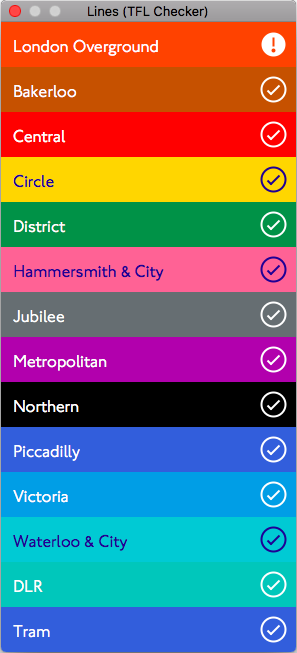 Lines (TFL Checker)
London Overground
Bakerloo
Central
Circle
District
Hammersmith & City
Jubilee
Metropolitan
Northern
Piccadilly
Victoria
Waterloo & City
DLR
Tram